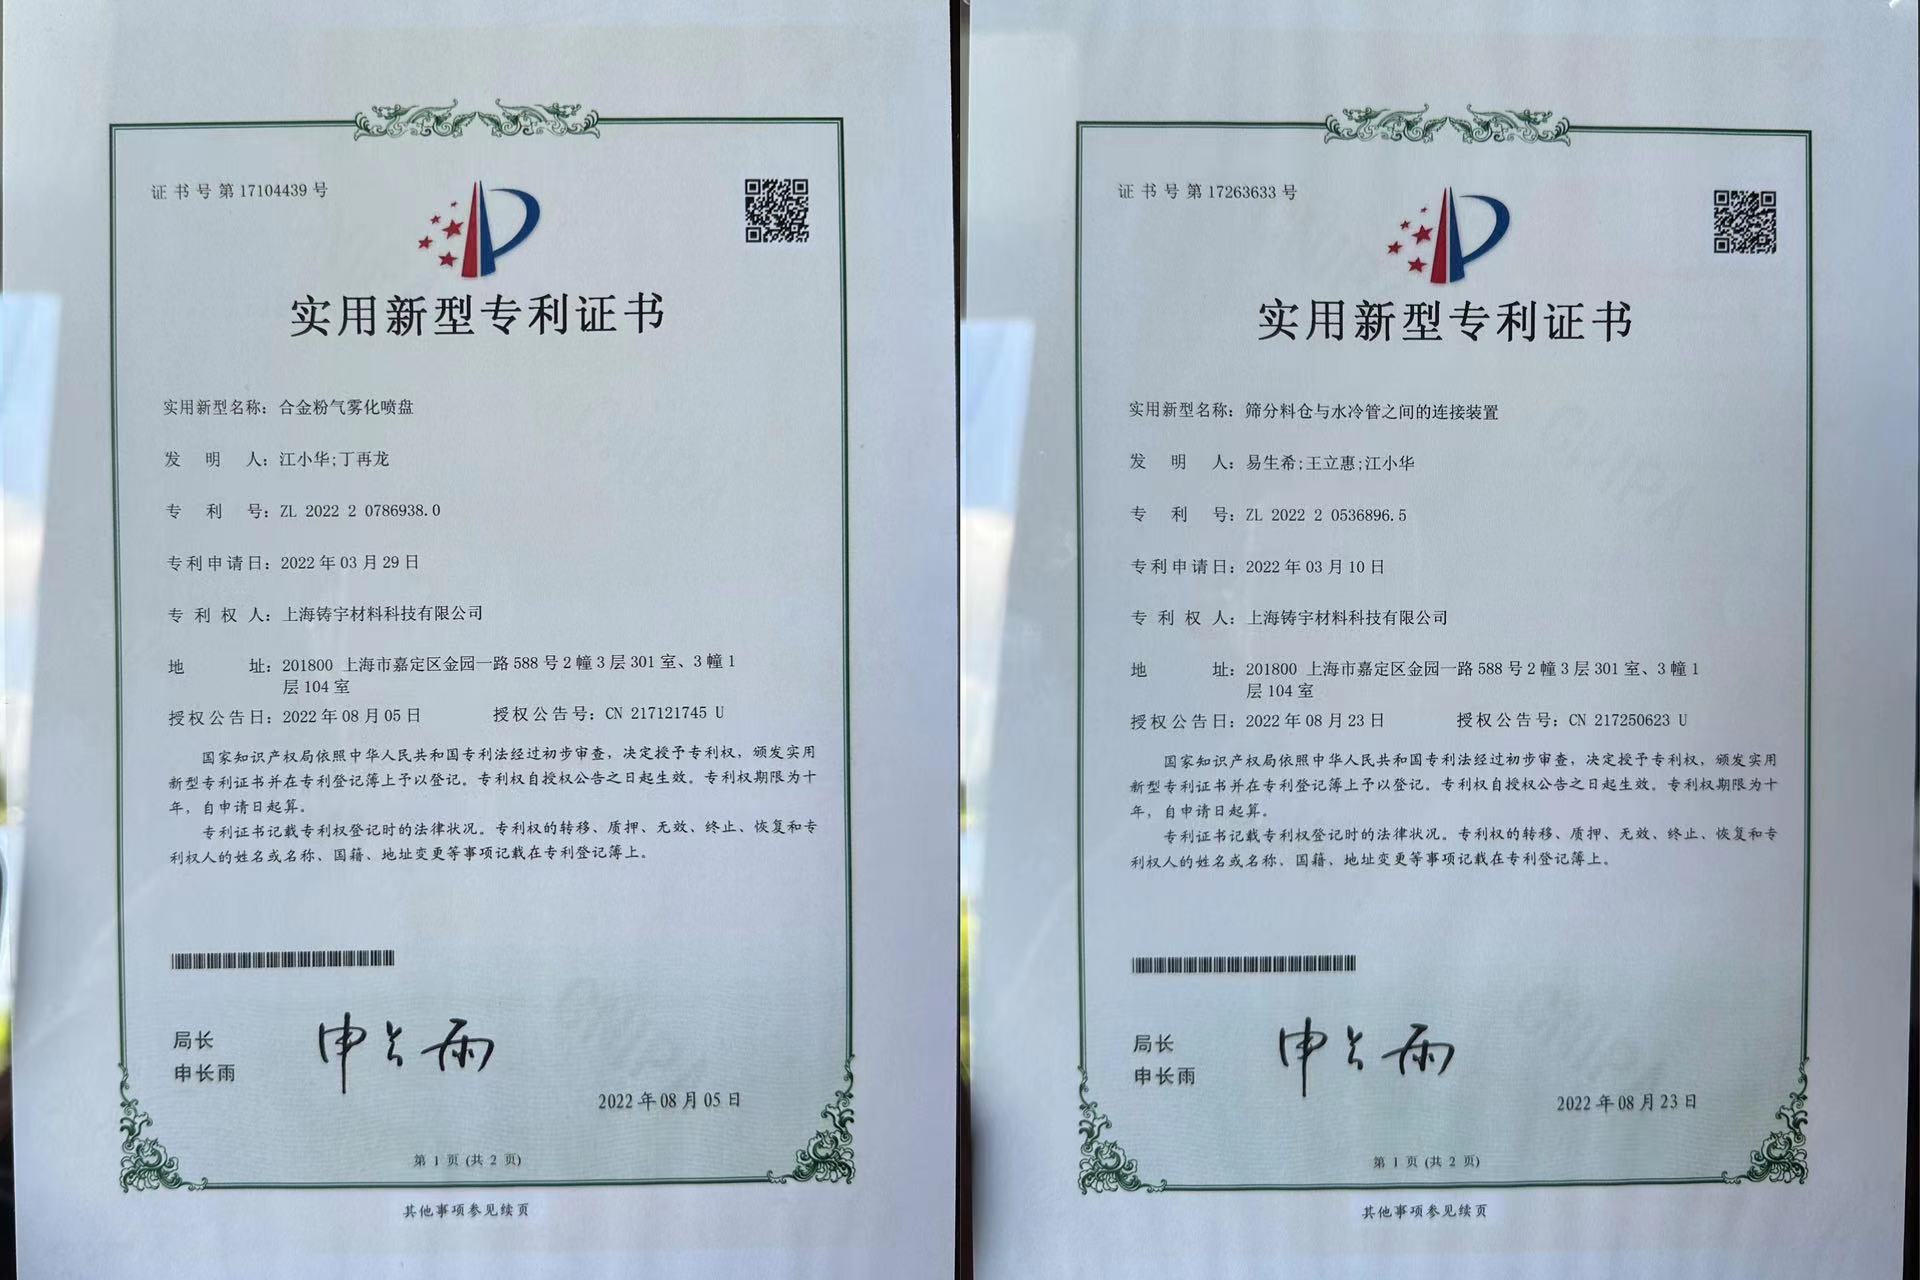 证书号第17104439号
实用新型专利证书
实用新型名称：合金粉气雾化喷盘
发明人：江小华;丁再龙
专利号：ZL 2022 2 0786938.0
专利申请日：2022年03月29日
专利权人：上海铸宇材料科技有限公司
地址：201800 上海市嘉定区金园一路588号2幢3层301室、3幢1
层104室
授权公告日：2022年08月05日 授权公告号：CN 217121745 U
国家知识产权局依照中华人民共和国专利法经过初步审查，决定授予专利权，颁发实用
新型专利证书并在专利登记簿上予以登记。专利权自授权公告之日起生效。专利权期限为十
年，自申请日起算。
专利证书记载专利权登记时的法律状况。专利权的转移、质押、无效、终止、恢复和专
利权人的姓名或名称、国籍、地址变更等事项记载在专利登记簿上。
局长
申长雨
申长雨
2022年08月05日
第 1 页 (共 2 页)
其他事项参见续页
证书号第17263633号
实用新型专利证书
实用新型名称：筛分料仓与水冷管之间的连接装置
发明人：易生希;王立惠;江小华
专利号：ZL 2022 2 0536896.5
专利申请日：2022年03月10日
专利权人：上海铸宇材料科技有限公司
地址：201800 上海市嘉定区金园一路588号2幢3层301室、3幢1
层104室
授权公告日：2022年08月23日 授权公告号：CN 217250623 U
国家知识产权局依照中华人民共和国专利法经过初步审查，决定授予专利权，颁发实用
新型专利证书并在专利登记簿上予以登记。专利权自授权公告之日起生效。专利权期限为十
年，自申请日起算。
专利证书记载专利权登记时的法律状况。专利权的转移、质押、无效、终止、恢复和专
利权人的姓名或名称、国籍、地址变更等事项记载在专利登记簿上。
局长
申长雨
申长雨
2022年08月23日
第 1 页 (共 2 页)
其他事项参见续页